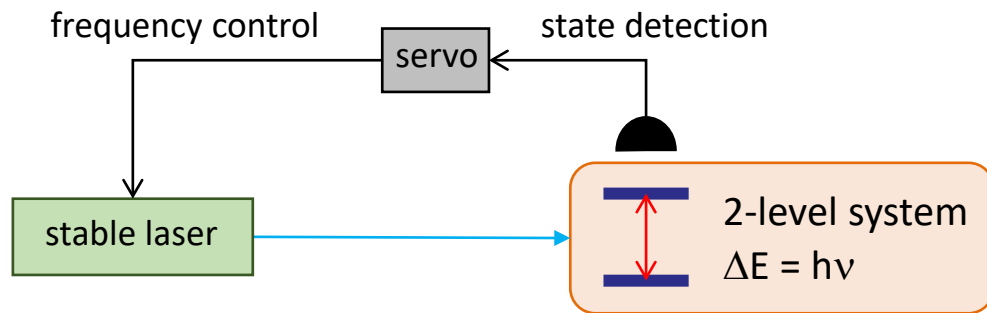 frequency control
servo
state detection
stable laser
2-level system
ΔE = hν